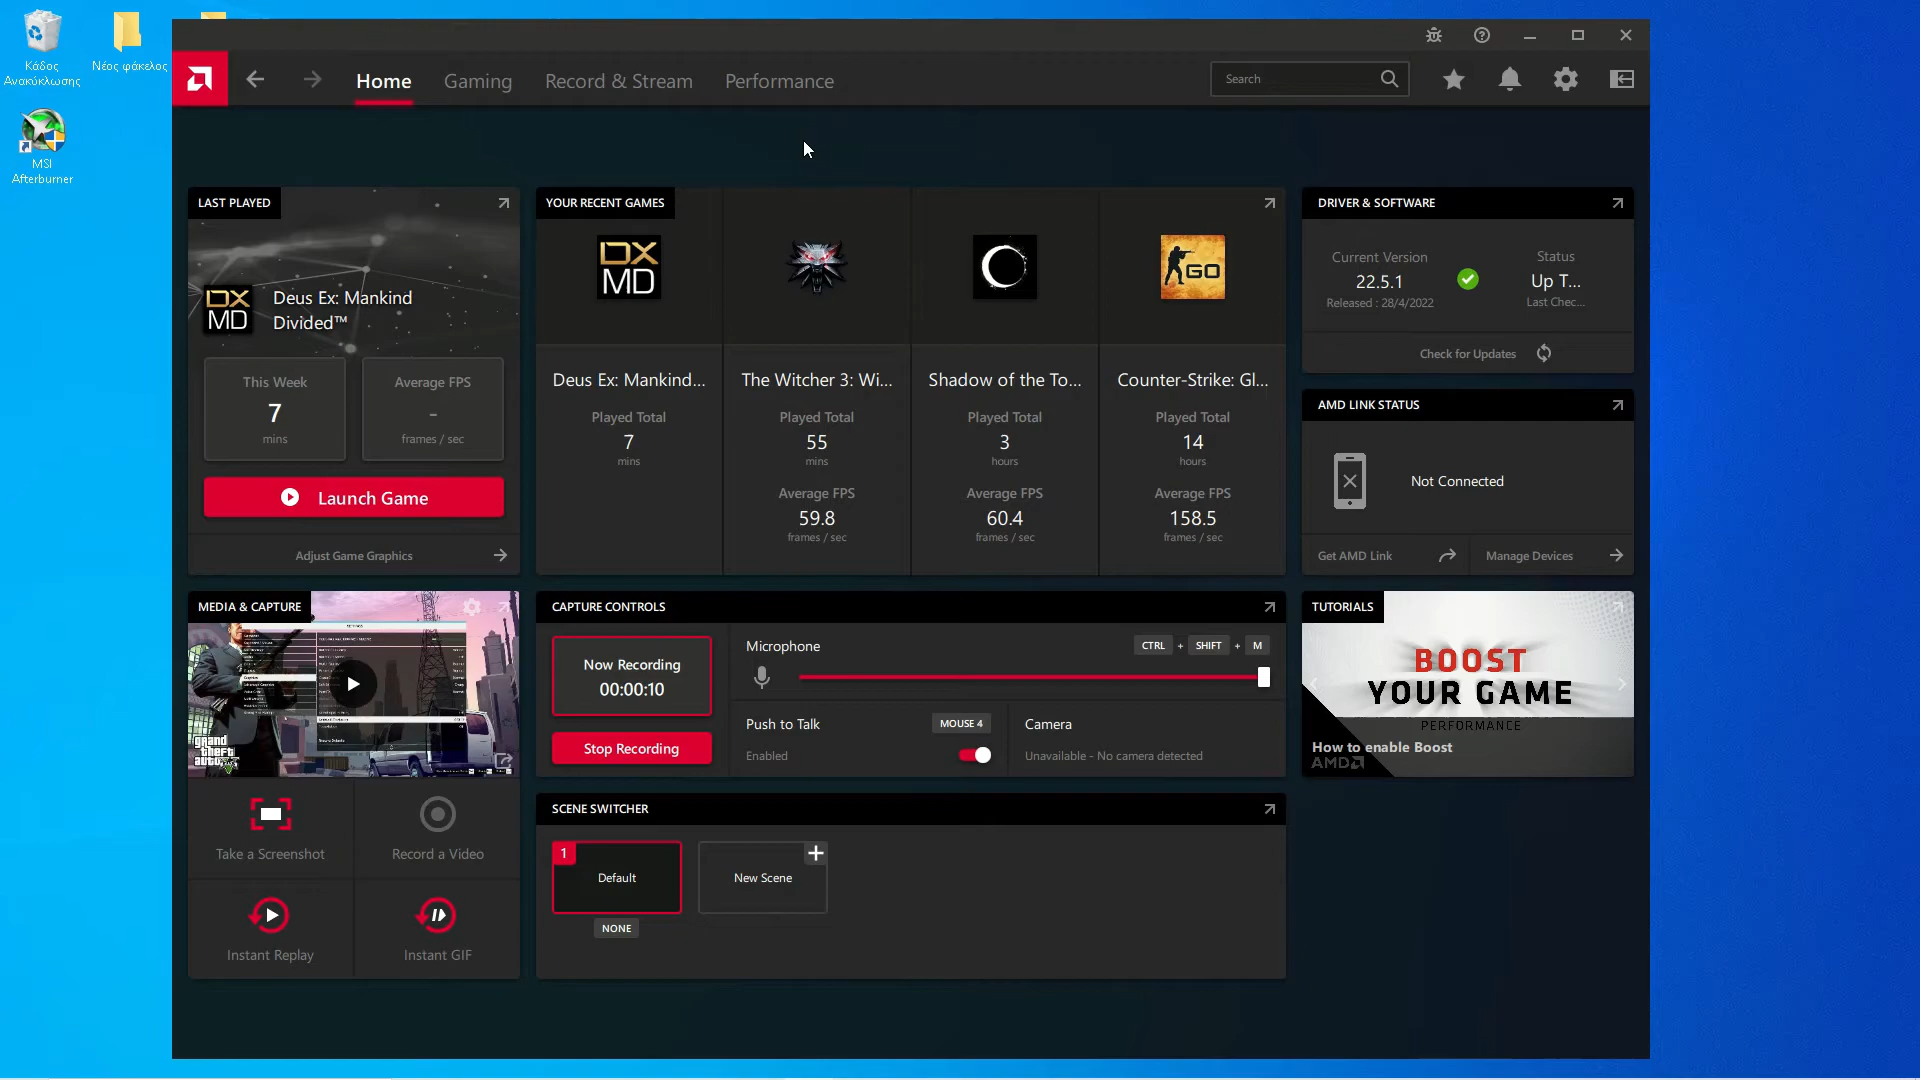 Κάδος
Ανακύκλωσης
Νέος φάκελος
MSI
Afterburner
Home
Gaming
Record & Stream
Performance
Search
LAST PLAYED
DX
MD
Deus Ex: Mankind
Divided™
This Week
7
mins
Average FPS
-
frames / sec
Launch Game
Adjust Game Graphics
YOUR RECENT GAMES
DX
MD
GO
Deus Ex: Mankind...
Played Total
7
mins
The Witcher 3: Wi...
Played Total
55
mins
Average FPS
59.8
frames / sec
Shadow of the To...
Played Total
3
hours
Average FPS
60.4
frames / sec
Counter-Strike: Gl...
Played Total
14
hours
Average FPS
158.5
frames / sec
DRIVER & SOFTWARE
Current Version
22.5.1
Released : 28/4/2022
Status
Up T...
Last Chec...
Check for Updates
AMD LINK STATUS
Not Connected
Get AMD Link
Manage Devices
MEDIA & CAPTURE
grand
theft
auto
Take a Screenshot
Record a Video
Instant Replay
Instant GIF
CAPTURE CONTROLS
Now Recording
00:00:10
Stop Recording
Microphone
CTRL + SHIFT + M
Push to Talk
MOUSE 4
Enabled
Camera
Unavailable - No camera detected
SCENE SWITCHER
1
Default
NONE
New Scene
TUTORIALS
BOOST
YOUR GAME
PERFORMANCE
How to enable Boost
AMD